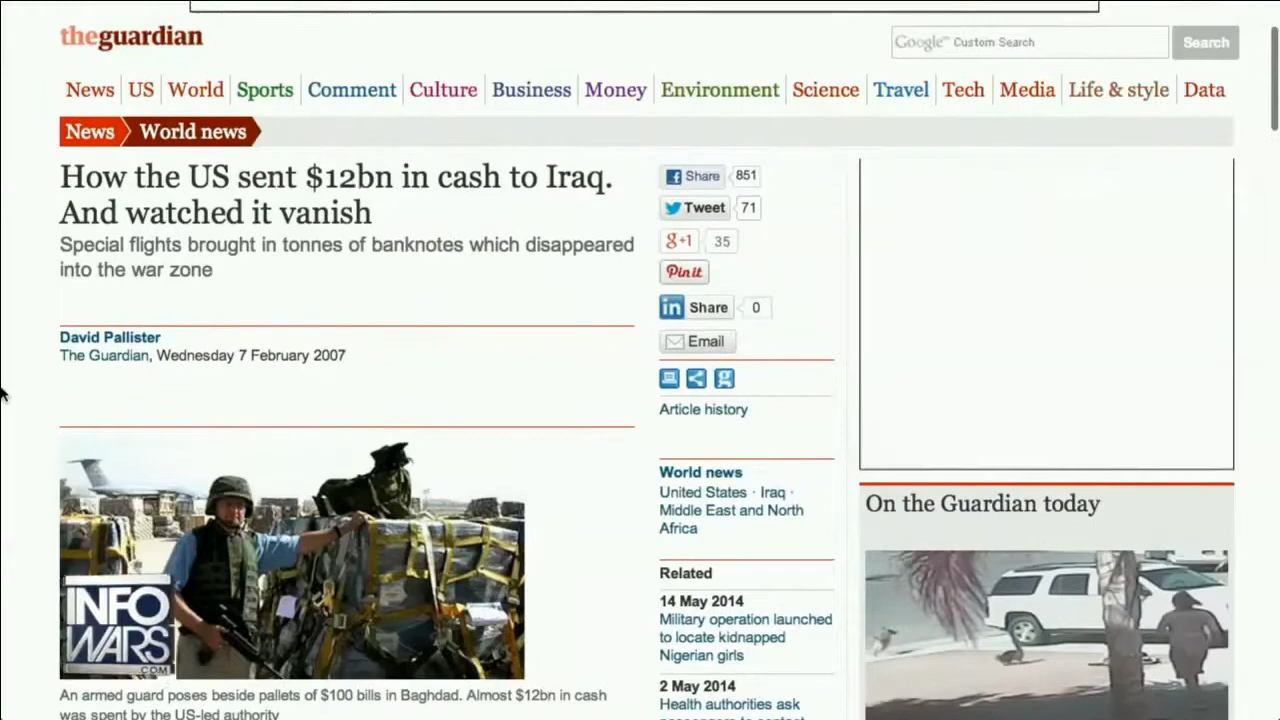 theguardian
Google™ Custom Search
Search
News
US
World
Sports
Comment
Culture
Business
Money
Environment
Science
Travel
Tech
Media
Life & style
Data
News
World news
How the US sent $12bn in cash to Iraq.
And watched it vanish
Special flights brought in tonnes of banknotes which disappeared
into the war zone
David Pallister
The Guardian, Wednesday 7 February 2007
INFO
WARS
.COM
An armed guard poses beside pallets of $100 bills in Baghdad. Almost $12bn in cash
was spent by the US-led authority
Share 851
Tweet 71
g+1 35
Pin it
in Share 0
Email
Article history
World news
United States · Iraq ·
Middle East and North
Africa
Related
14 May 2014
Military operation launched
to locate kidnapped
Nigerian girls
2 May 2014
Health authorities ask
passengers to contact
On the Guardian today